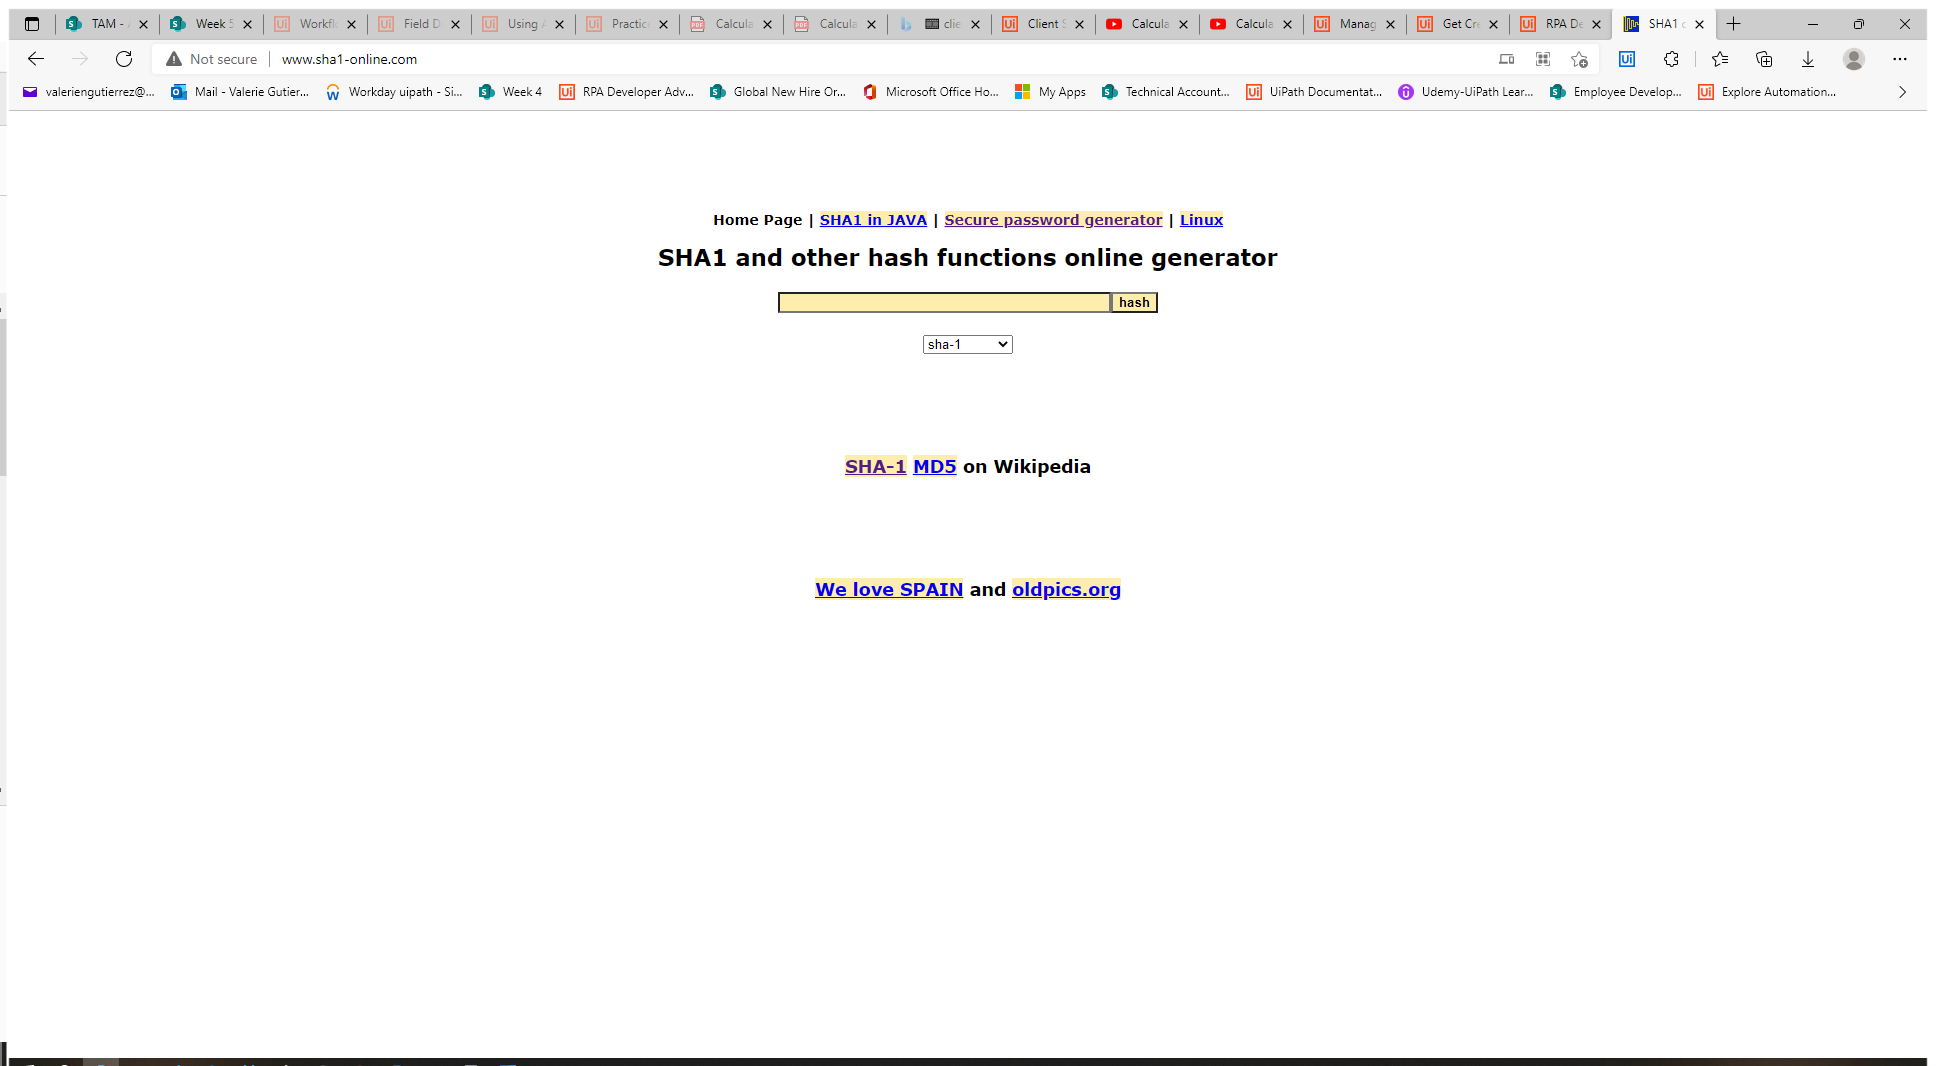 TAM - Week 5 Workflo Field D Using A Practice Calcula Calcula clie Client S Calcula Calcula Manag Get Cre RPA De SHA1 o
Not secure www.sha1-online.com
valeriengutierrez@... Mail - Valerie Gutier... Workday uipath - Si... Week 4 RPA Developer Adv... Global New Hire Or... Microsoft Office Ho... My Apps Technical Account... UiPath Documentat... Udemy-UiPath Lear... Employee Develop... Explore Automation...
Home Page | SHA1 in JAVA | Secure password generator | Linux
SHA1 and other hash functions online generator
hash
sha-1
SHA-1 MD5 on Wikipedia
We love SPAIN and oldpics.org